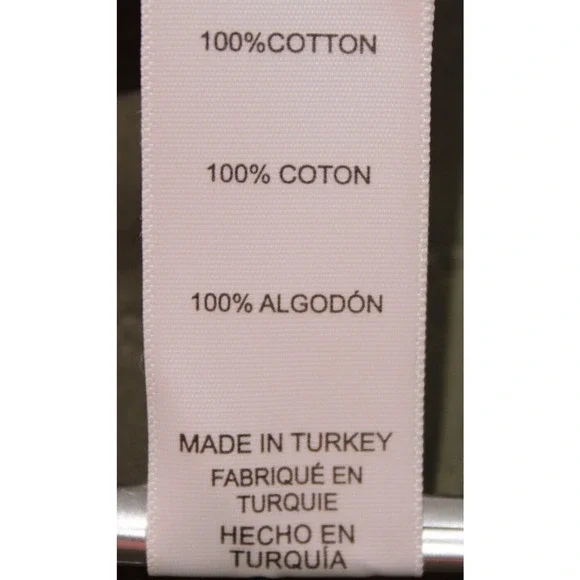 100%COTTON
100% COTON
100% ALGODÓN
MADE IN TURKEY
FABRIQUÉ EN
TURQUIE
HECHO EN
TURQUÍA